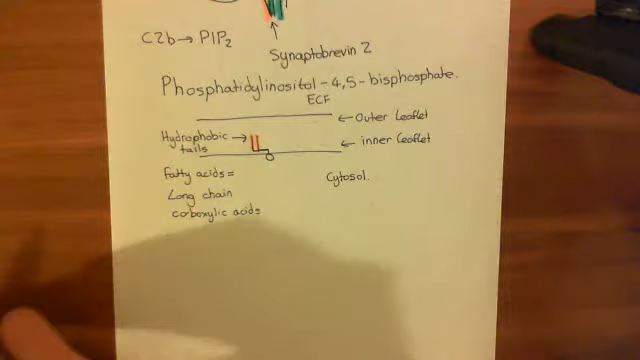 C2b → PIP2
Synaptobrevin 2
Phosphatidylinositol-4,5-bisphosphate.
ECF
← Outer Leaflet
Hydrophobic →
tails
← inner Leaflet
Fatty acids =
Cytosol.
Long chain
carboxylic acids